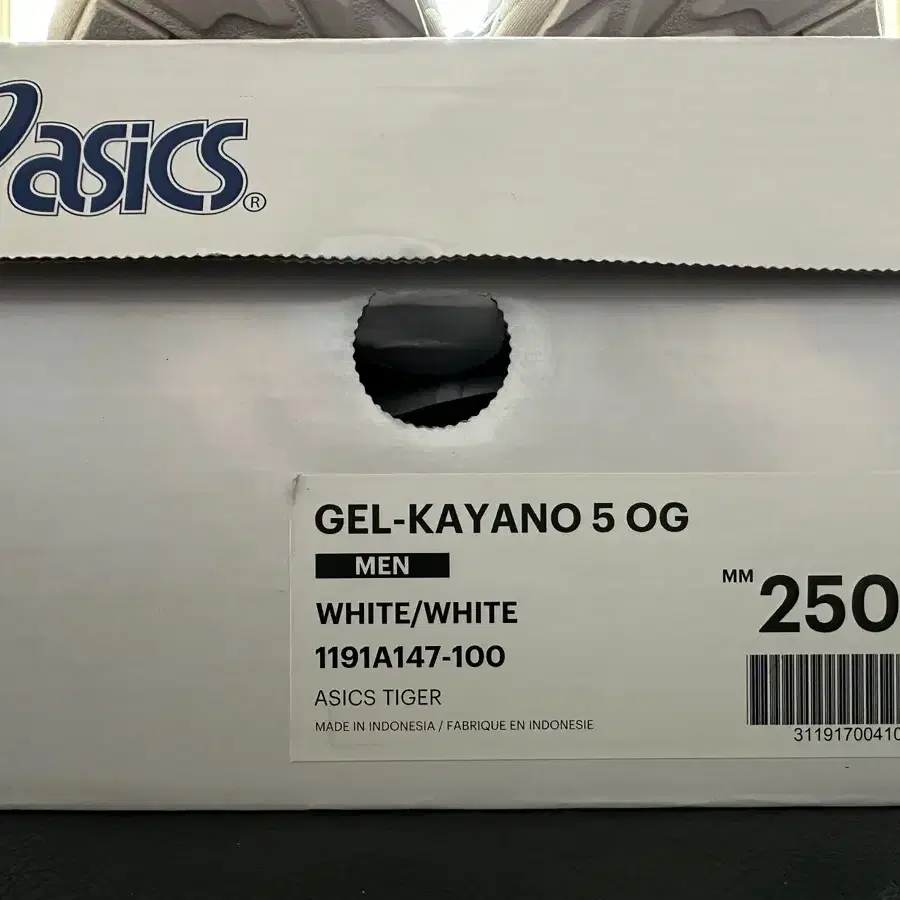 asics®
GEL-KAYANO 5 OG
MEN
WHITE/WHITE
1191A147-100
ASICS TIGER
MADE IN INDONESIA / FABRIQUE EN INDONESIE
MM 250
3119170041